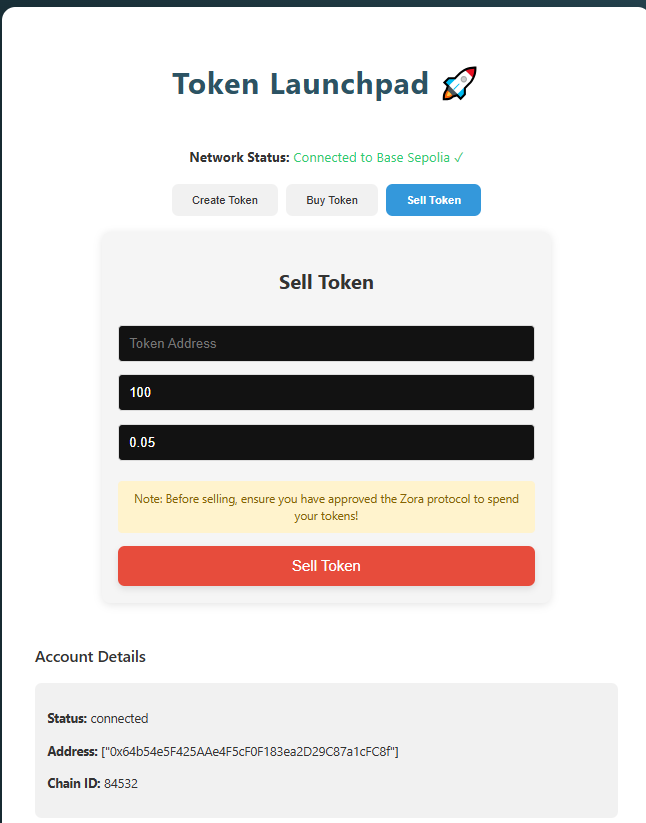 Token Launchpad 🚀
Network Status: Connected to Base Sepolia ✓
Create Token Buy Token Sell Token
Sell Token
Token Address
100
0.05
Note: Before selling, ensure you have approved the Zora protocol to spend
your tokens!
Sell Token
Account Details
Status: connected
Address: ["0x64b54e5F425AAe4F5cF0F183ea2D29C87a1cFC8f"]
Chain ID: 84532